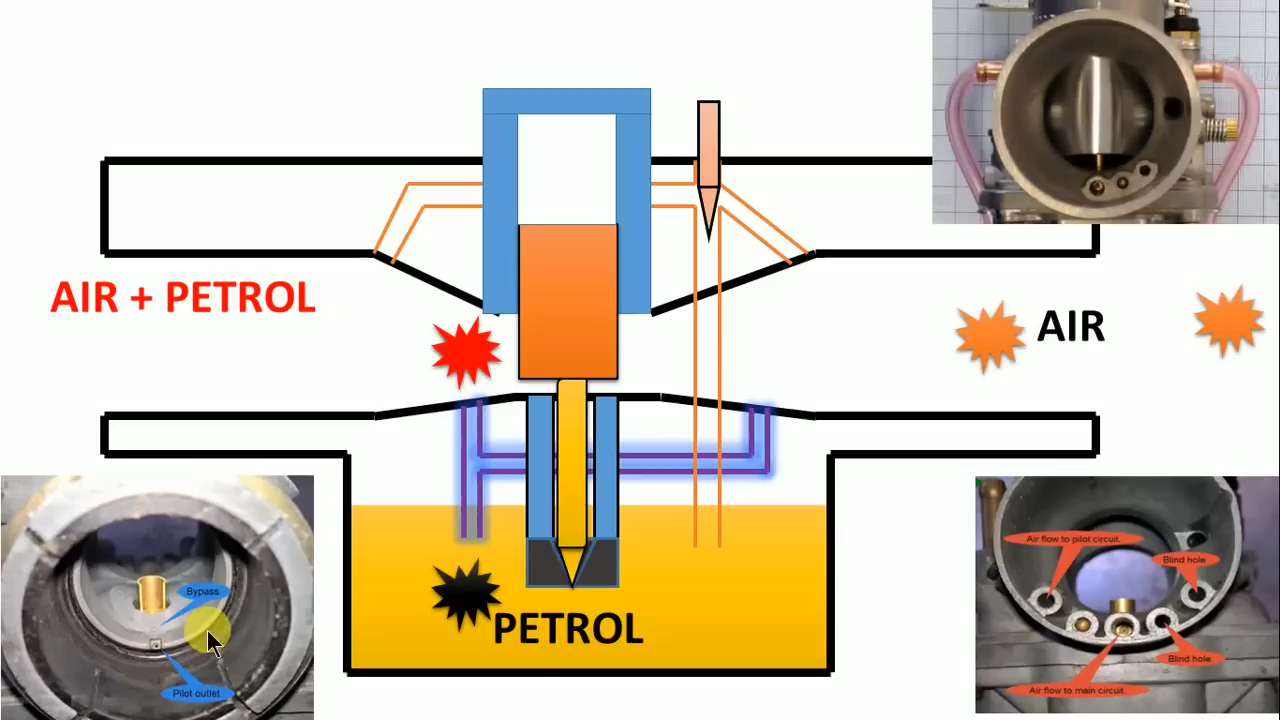 AIR + PETROL
AIR
PETROL
Bypass.
Pilot outlet.
Air flow to pilot circuit.
Blind hole
Blind hole
Air flow to main circuit.